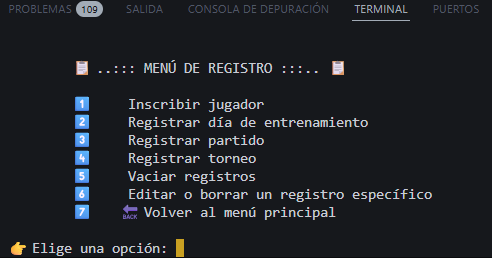 PROBLEMAS 109 SALIDA CONSOLA DE DEPURACIÓN TERMINAL PUERTOS
📋 ..::: MENÚ DE REGISTRO :::.. 📋
1️⃣ Inscribir jugador
2️⃣ Registrar día de entrenamiento
3️⃣ Registrar partido
4️⃣ Registrar torneo
5️⃣ Vaciar registros
6️⃣ Editar o borrar un registro específico
7️⃣ 🔙 Volver al menú principal
👉 Elige una opción: